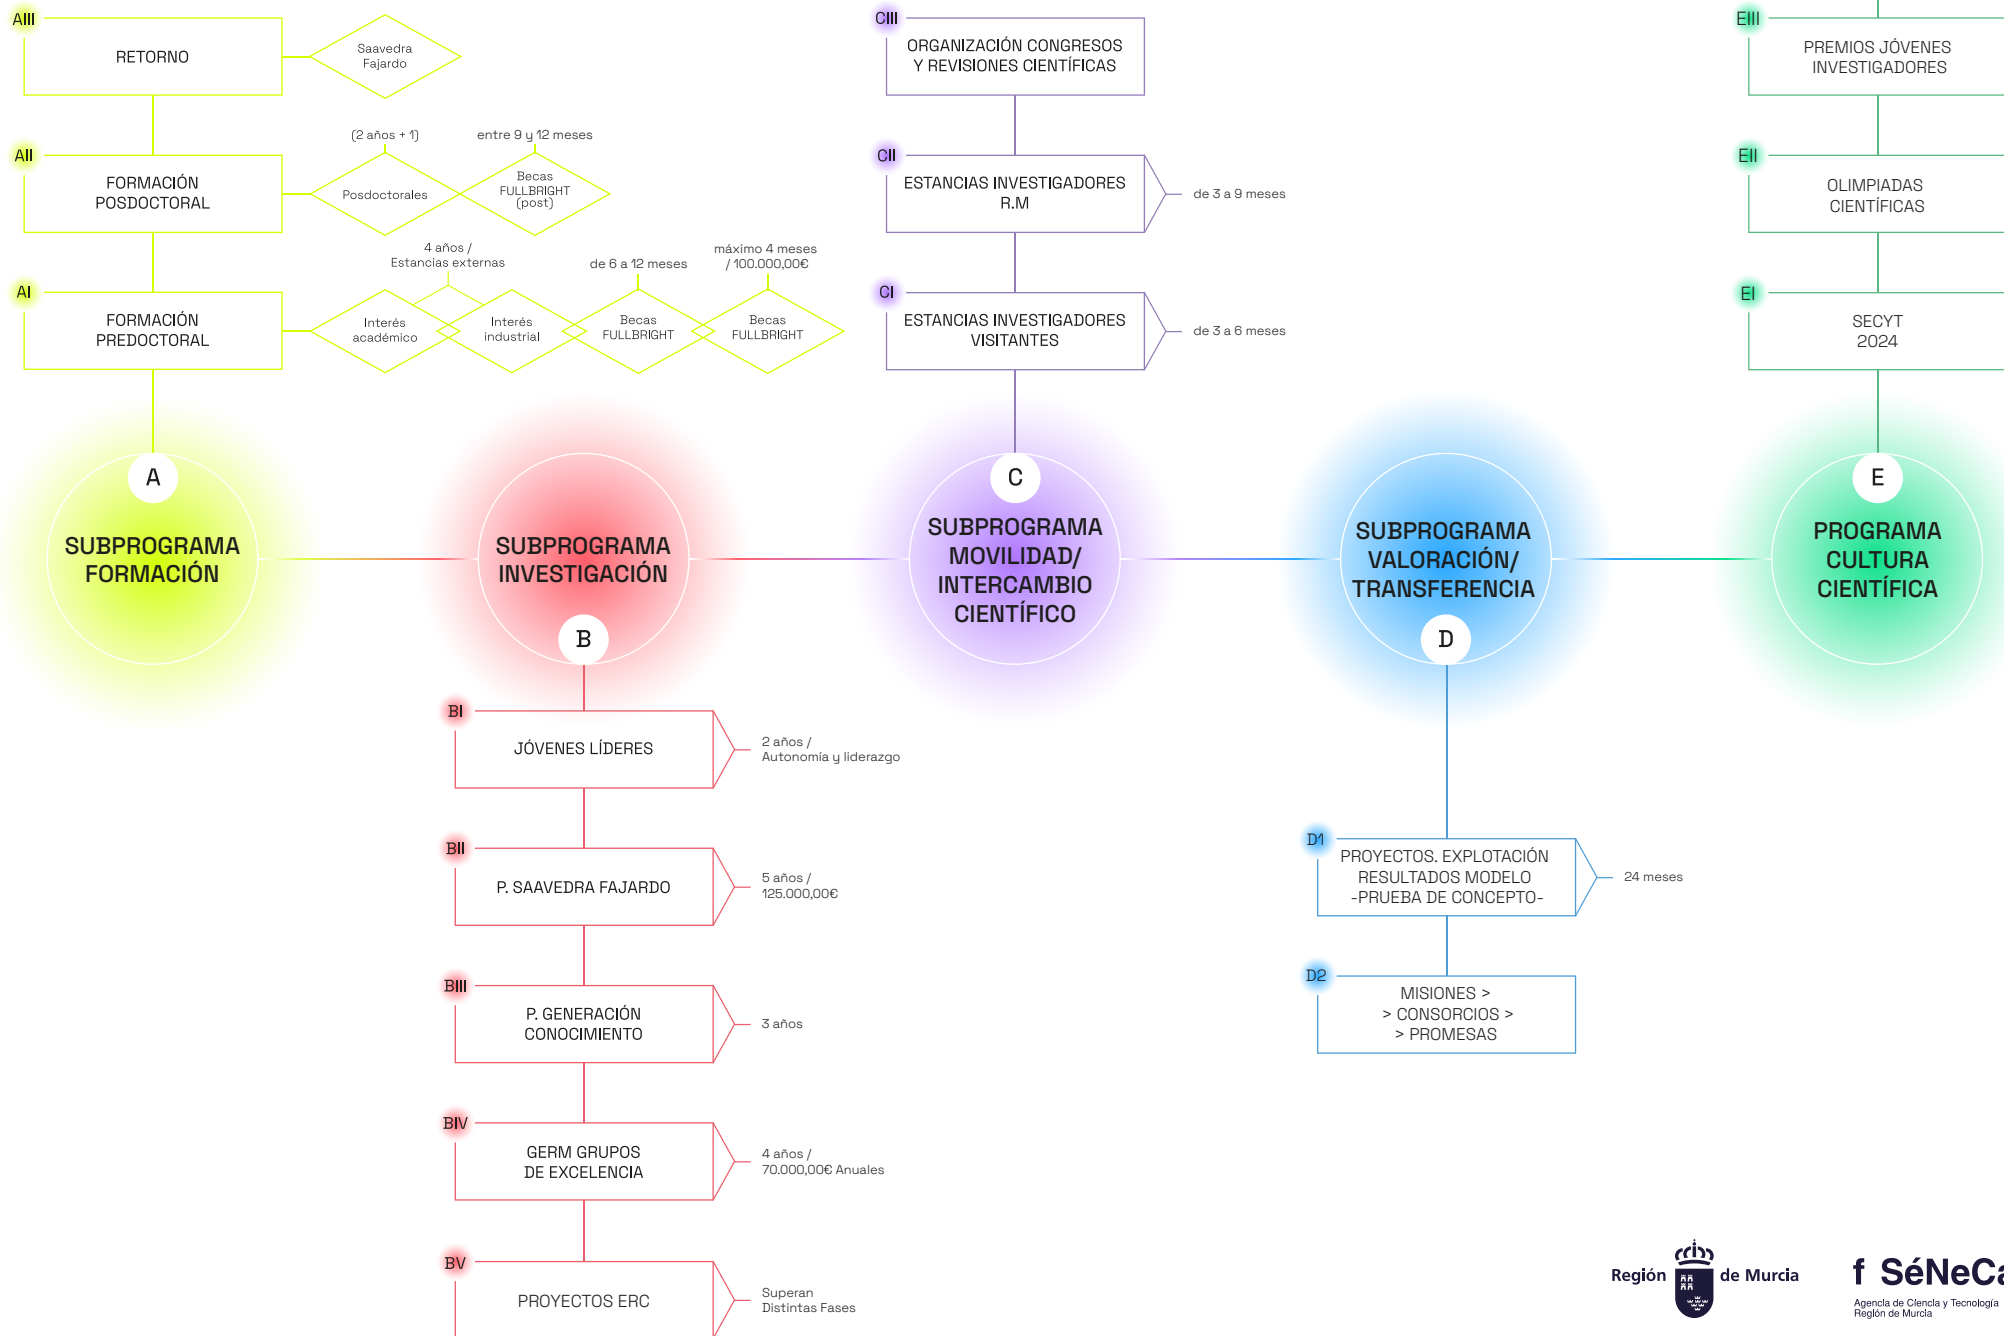 AIII
RETORNO
Saavedra
Fajardo
AII
FORMACIÓN
POSDOCTORAL
(2 años + 1)
Posdoctorales
entre 9 y 12 meses
Becas
FULLBRIGHT
(post)
AI
FORMACIÓN
PREDOCTORAL
4 años /
Estancias externas
Interés
académico
Interés
industrial
de 6 a 12 meses
Becas
FULLBRIGHT
máximo 4 meses
/ 100.000,00€
Becas
FULLBRIGHT
A
SUBPROGRAMA
FORMACIÓN
SUBPROGRAMA
INVESTIGACIÓN
B
BI
JÓVENES LÍDERES
2 años /
Autonomía y liderazgo
BII
P. SAAVEDRA FAJARDO
5 años /
125.000,00€
BIII
P. GENERACIÓN
CONOCIMIENTO
3 años
BIV
GERM GRUPOS
DE EXCELENCIA
4 años /
70.000,00€ Anuales
BV
PROYECTOS ERC
Superan
Distintas Fases
CIII
ORGANIZACIÓN CONGRESOS
Y REVISIONES CIENTÍFICAS
CII
ESTANCIAS INVESTIGADORES
R.M
de 3 a 9 meses
CI
ESTANCIAS INVESTIGADORES
VISITANTES
de 3 a 6 meses
C
SUBPROGRAMA
MOVILIDAD/
INTERCAMBIO
CIENTÍFICO
SUBPROGRAMA
VALORACIÓN/
TRANSFERENCIA
D
D1
PROYECTOS. EXPLOTACIÓN
RESULTADOS MODELO
-PRUEBA DE CONCEPTO-
24 meses
D2
MISIONES >
> CONSORCIOS >
> PROMESAS
EIII
PREMIOS JÓVENES
INVESTIGADORES
EII
OLIMPIADAS
CIENTÍFICAS
EI
SECYT
2024
E
PROGRAMA
CULTURA
CIENTÍFICA
Región de Murcia
f SéNeCa
Agencia de Ciencia y Tecnología
Región de Murcia